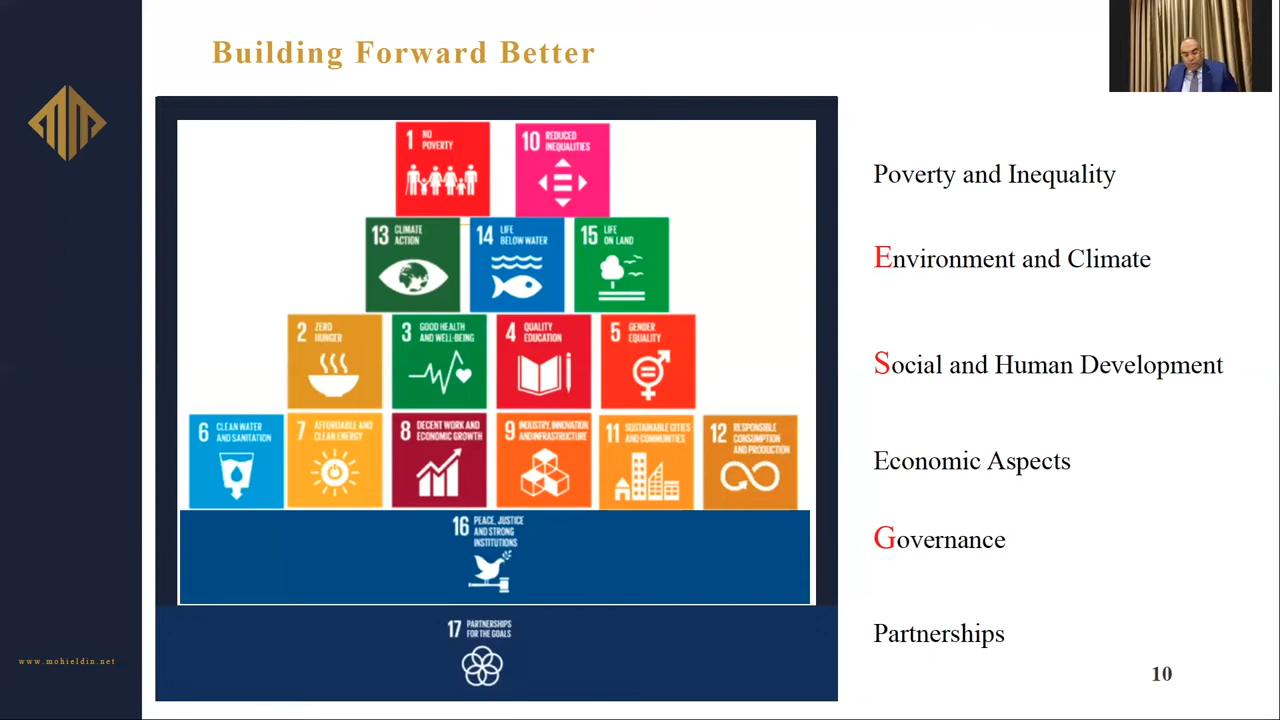 Building Forward Better
1 NO
POVERTY
10 REDUCED
INEQUALITIES
Poverty and Inequality
13 CLIMATE
ACTION
14 LIFE
BELOW WATER
15 LIFE
ON LAND
Environment and Climate
2 ZERO
HUNGER
3 GOOD HEALTH
AND WELL-BEING
4 QUALITY
EDUCATION
5 GENDER
EQUALITY
Social and Human Development
6 CLEAN WATER
AND SANITATION
7 AFFORDABLE AND
CLEAN ENERGY
8 DECENT WORK AND
ECONOMIC GROWTH
9 INDUSTRY, INNOVATION
AND INFRASTRUCTURE
11 SUSTAINABLE CITIES
AND COMMUNITIES
12 RESPONSIBLE
CONSUMPTION
AND PRODUCTION
Economic Aspects
16 PEACE, JUSTICE
AND STRONG
INSTITUTIONS
Governance
17 PARTNERSHIPS
FOR THE GOALS
Partnerships
www.mohieldin.net
10